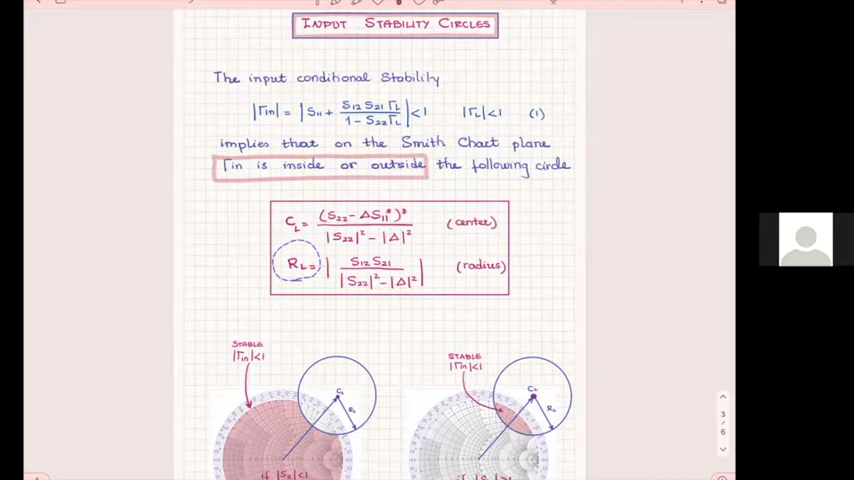 INPUT STABILITY CIRCLES
The input conditional Stability
|Γin| = | S11 + S12 S21 ΓL / 1 - S22 ΓL | < 1 |ΓL| < 1 (1)
implies that on the Smith Chart plane
Γin is inside or outside the following circle
CL = (S22 - ΔS11*)* / |S22|² - |Δ|² (center)
RL = | S12 S21 / |S22|² - |Δ|² | (radius)
STABLE
|Γin|<1
CL
RL
STABLE
|Γin|<1
CL
RL
3
/
6